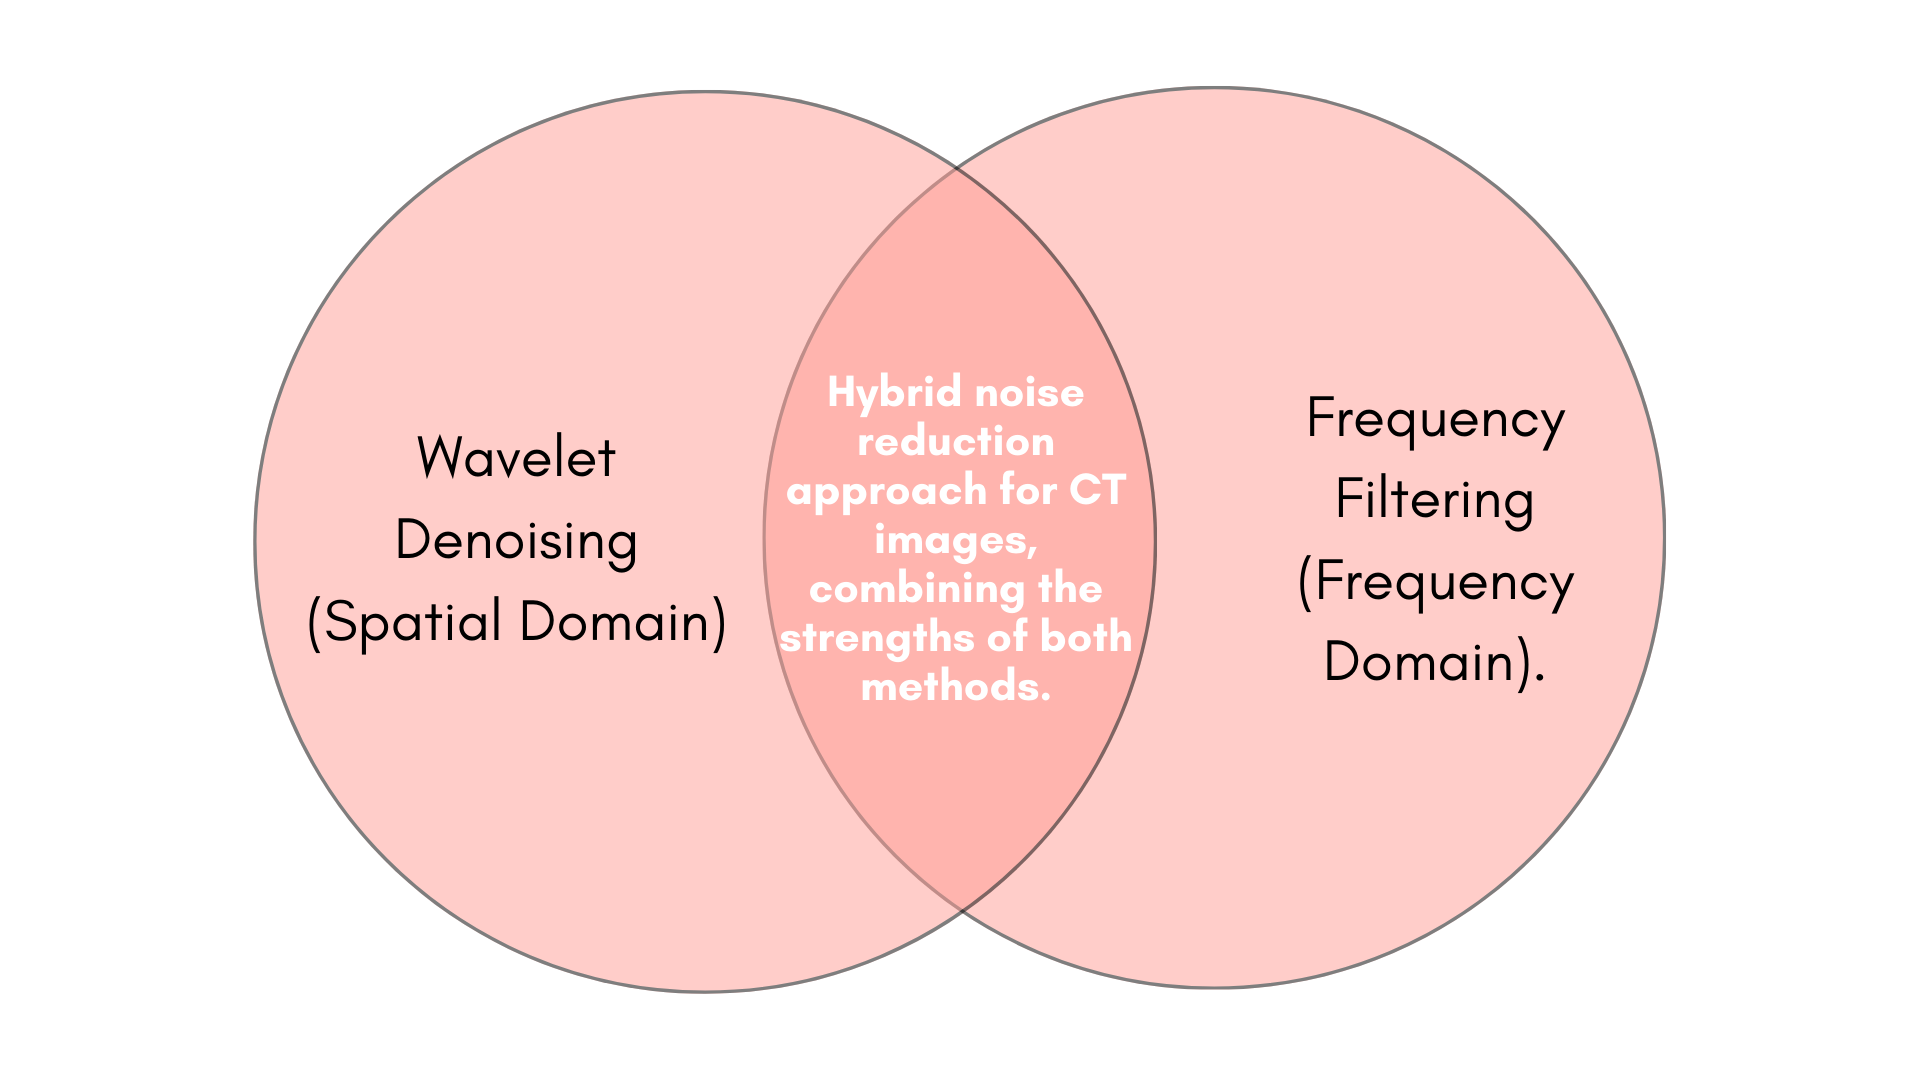 Wavelet
Denoising
(Spatial Domain)
Hybrid noise
reduction
approach for CT
images,
combining the
strengths of both
methods.
Frequency
Filtering
(Frequency
Domain).